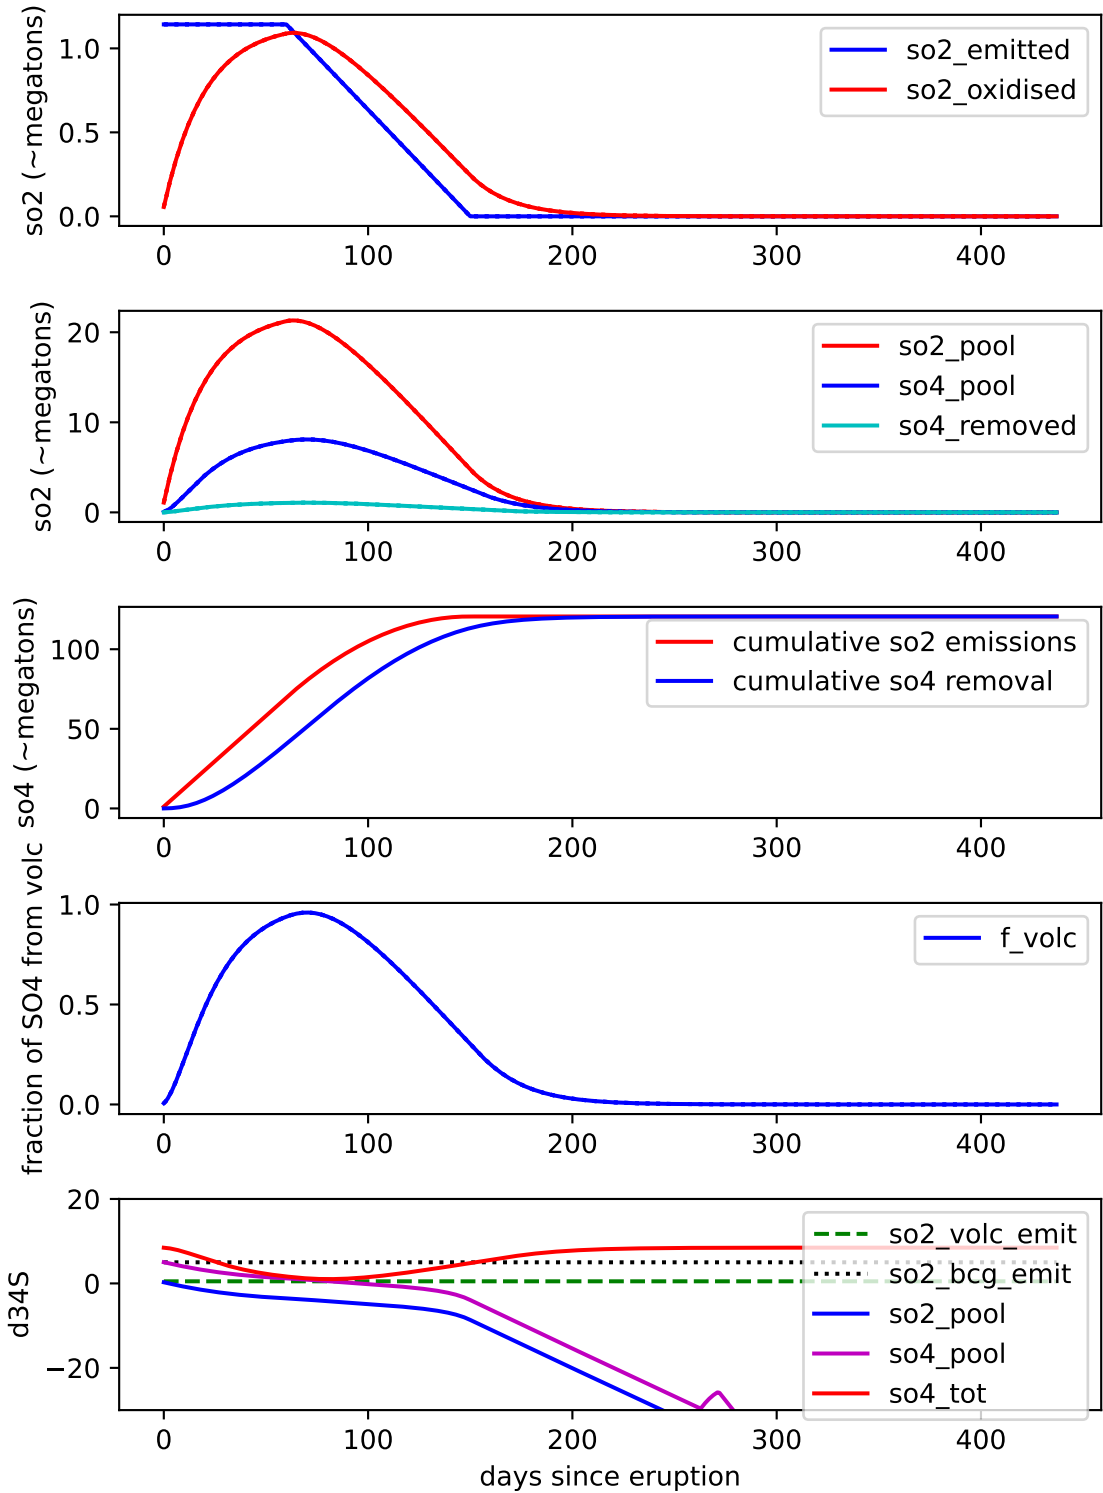 so2 (~megatons)
1.0
0.5
0.0
so2_emitted
so2_oxidised
0 100 200 300 400
so2 (~megatons)
20
10
0
so2_pool
so4_pool
so4_removed
0 100 200 300 400
so4 (~megatons)
100
50
0
cumulative so2 emissions
cumulative so4 removal
0 100 200 300 400
fraction of SO4 from volc
1.0
0.5
0.0
f_volc
0 100 200 300 400
d34S
20
0
−20
so2_volc_emit
so2_bcg_emit
so2_pool
so4_pool
so4_tot
0 100 200 300 400
days since eruption